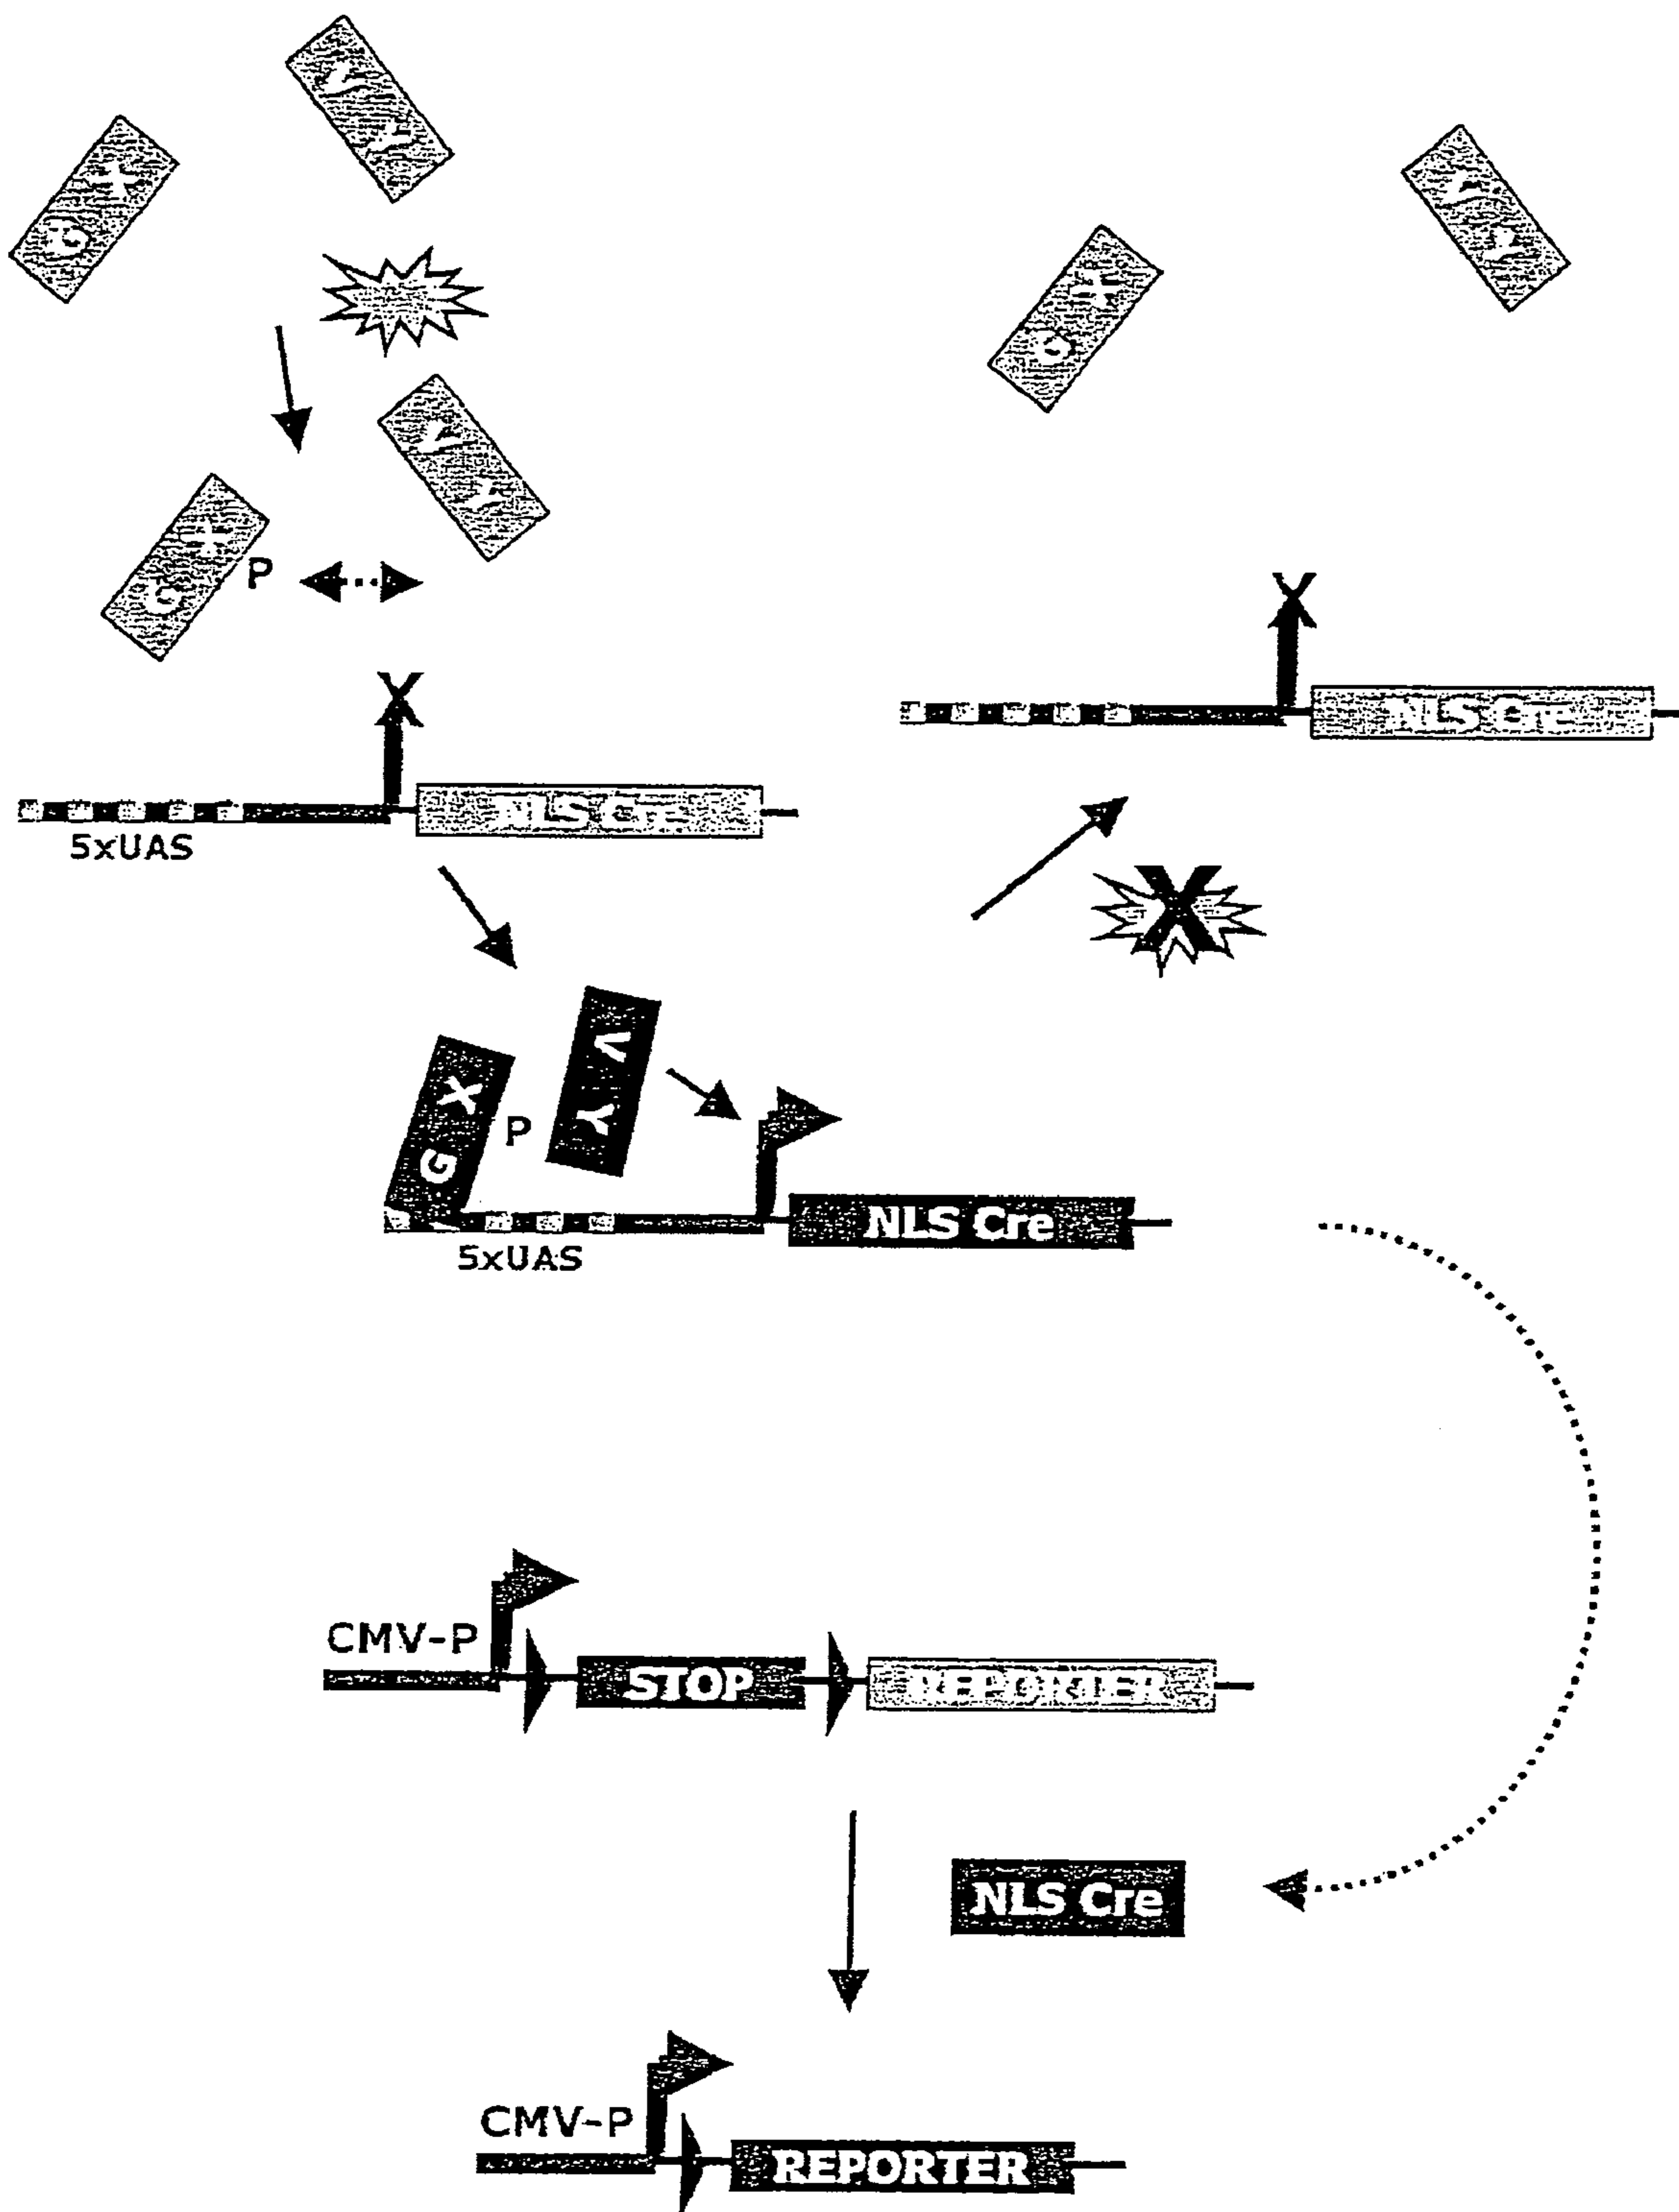 X
G
X
G
P
X
X
NLS Cre
NLS Cre
5xUAS
X
V Y
X
G
P
NLS Cre
5xUAS
CMV-P
STOP
REPORTER
NLS Cre
CMV-P
REPORTER